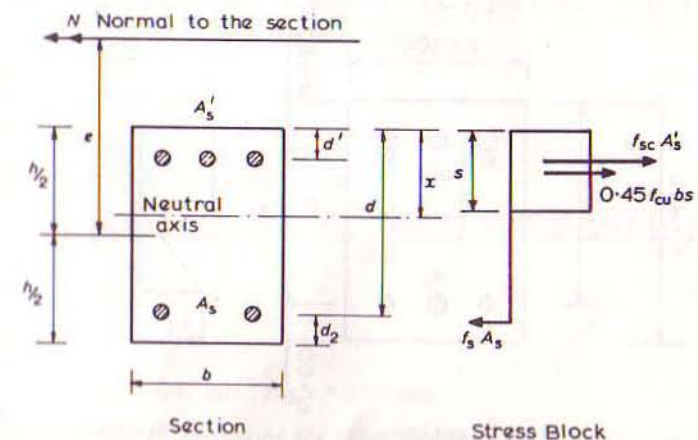 N Normal to the section
e
h/2
h/2
A's
d'
Neutral
axis
d
x
As
d2
b
Section
s
fsc A's
0·45 fcu bs
fs As
Stress Block